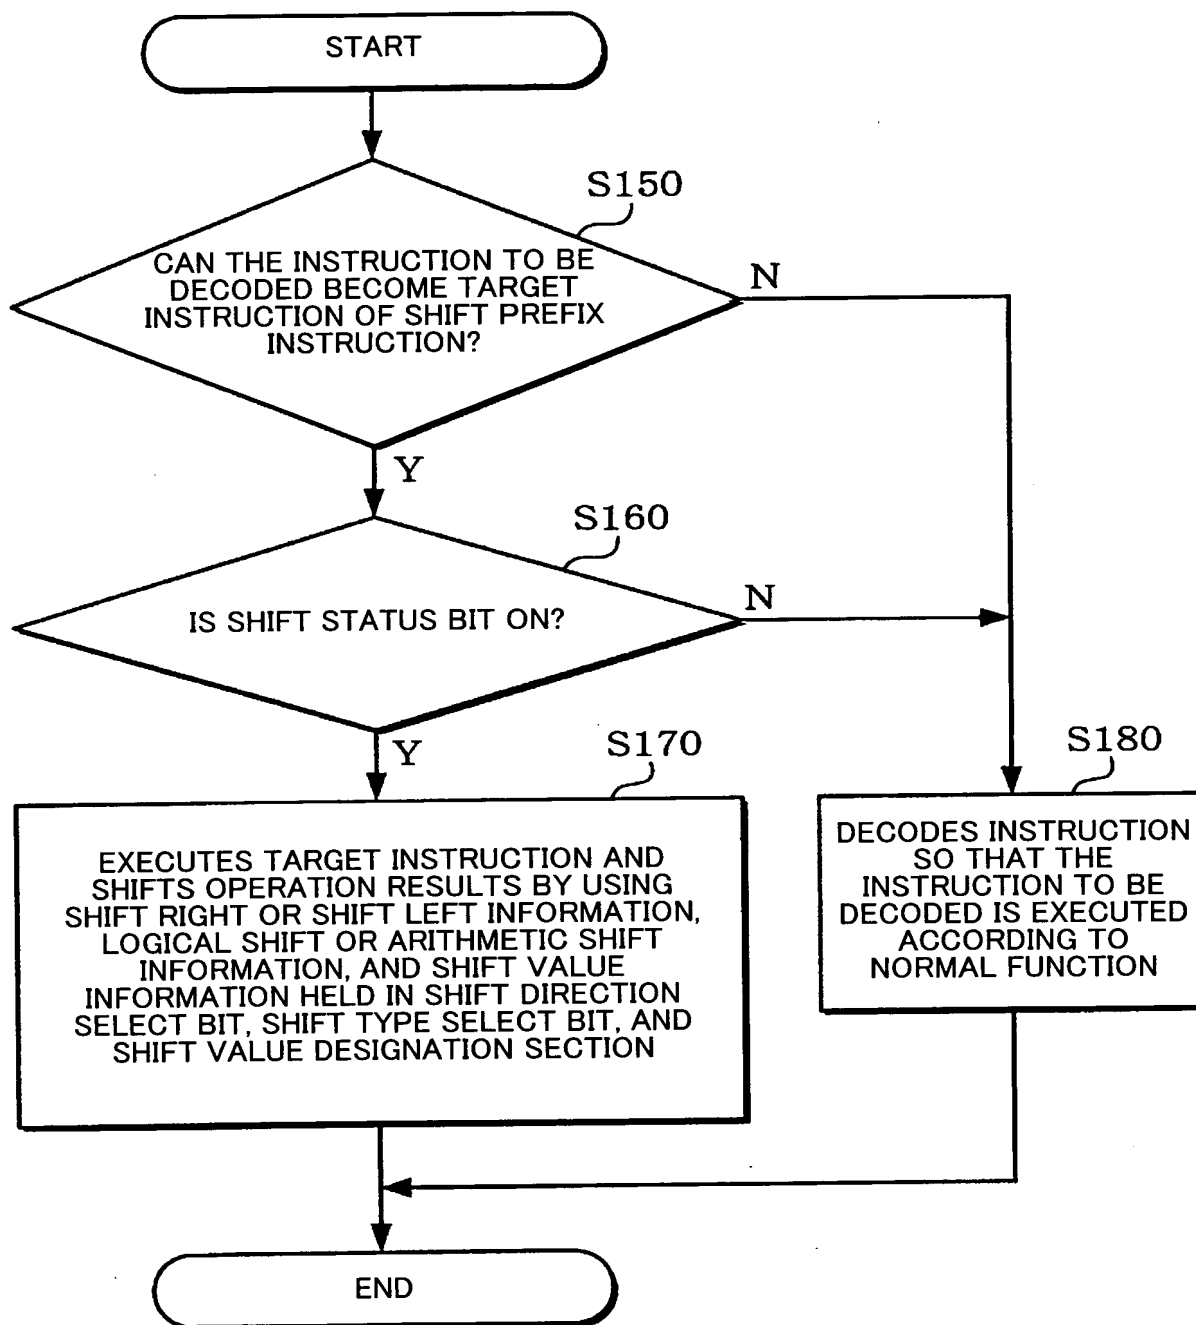 START
S150
CAN THE INSTRUCTION TO BE
DECODED BECOME TARGET
INSTRUCTION OF SHIFT PREFIX
INSTRUCTION?
N
Y
S160
IS SHIFT STATUS BIT ON?
N
Y
S170
EXECUTES TARGET INSTRUCTION AND
SHIFTS OPERATION RESULTS BY USING
SHIFT RIGHT OR SHIFT LEFT INFORMATION,
LOGICAL SHIFT OR ARITHMETIC SHIFT
INFORMATION, AND SHIFT VALUE
INFORMATION HELD IN SHIFT DIRECTION
SELECT BIT, SHIFT TYPE SELECT BIT, AND
SHIFT VALUE DESIGNATION SECTION
S180
DECODES INSTRUCTION
SO THAT THE
INSTRUCTION TO BE
DECODED IS EXECUTED
ACCORDING TO
NORMAL FUNCTION
END